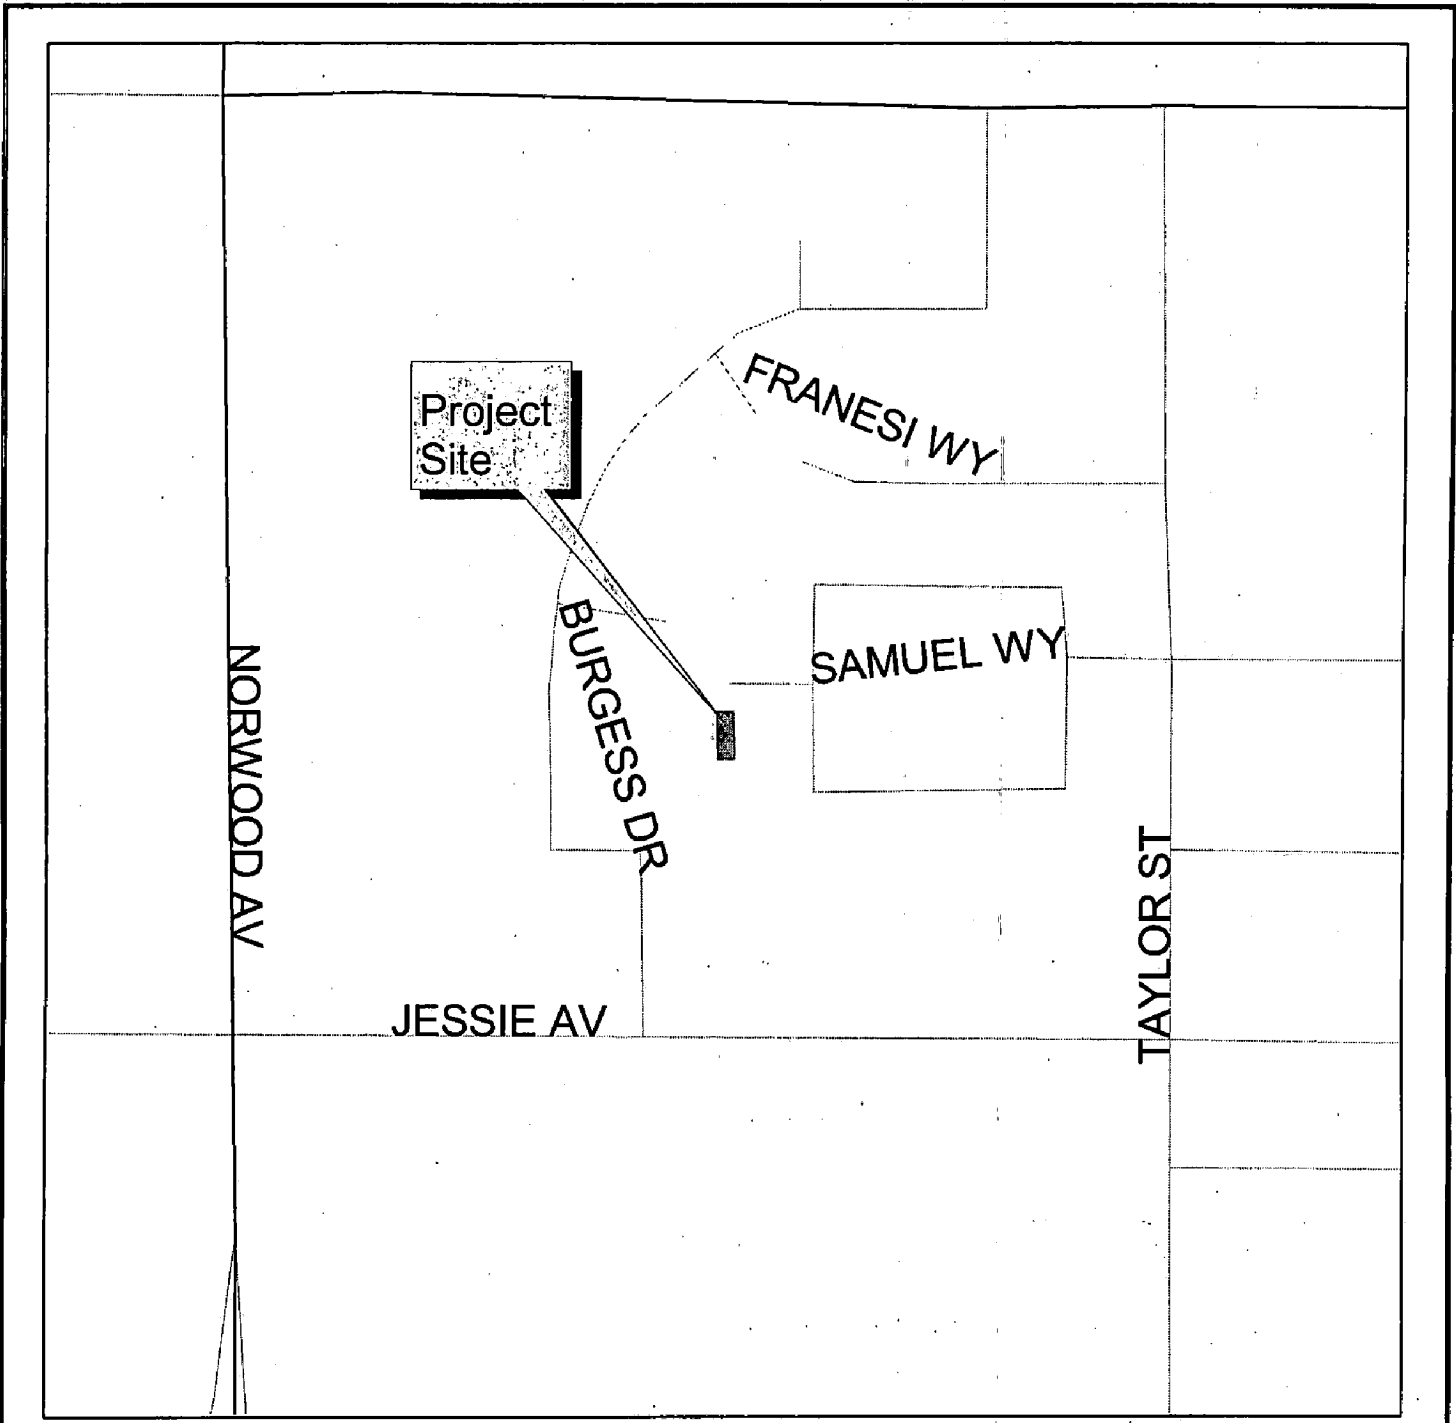 FRANESI WY
Project
Site
BURGESS DR
SAMUEL WY
NORWOOD AV
TAYLOR ST
JESSIE AV